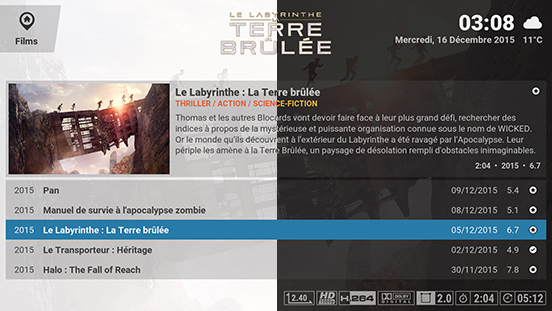 Films
LE LABYRINTHE
LA TERRE
BRÛLÉE
03:08
Mercredi, 16 Décembre 2015 11°C
Le Labyrinthe : La Terre brûlée
THRILLER / ACTION / SCIENCE-FICTION
Thomas et les autres Blocards vont devoir faire face à leur plus grand défi, rechercher des
indices à propos de la mystérieuse et puissante organisation connue sous le nom de WICKED.
Or le monde qu'ils découvrent à l'extérieur du Labyrinthe a été ravagé par l'Apocalypse. Leur
périple les amène à la Terre Brûlée, un paysage de désolation rempli d'obstacles inimaginables.
2:04 • 2015 • 6.7
2015 Pan 09/12/2015 5.4
2015 Manuel de survie à l'apocalypse zombie 08/12/2015 5.1
2015 Le Labyrinthe : La Terre brûlée 05/12/2015 6.7
2015 Le Transporteur : Héritage 02/12/2015 4.9
2015 Halo : The Fall of Reach 30/11/2015 7.8
2.40 HD H.264 DOLBY DIGITAL 2.0 2:04 05:12